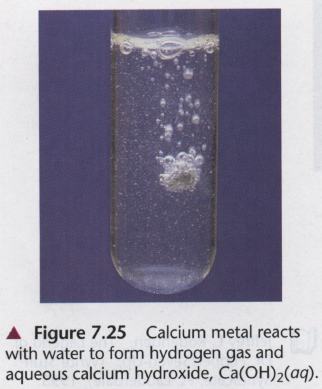 ▲ Figure 7.25 Calcium metal reacts
with water to form hydrogen gas and
aqueous calcium hydroxide, Ca(OH)₂(aq).